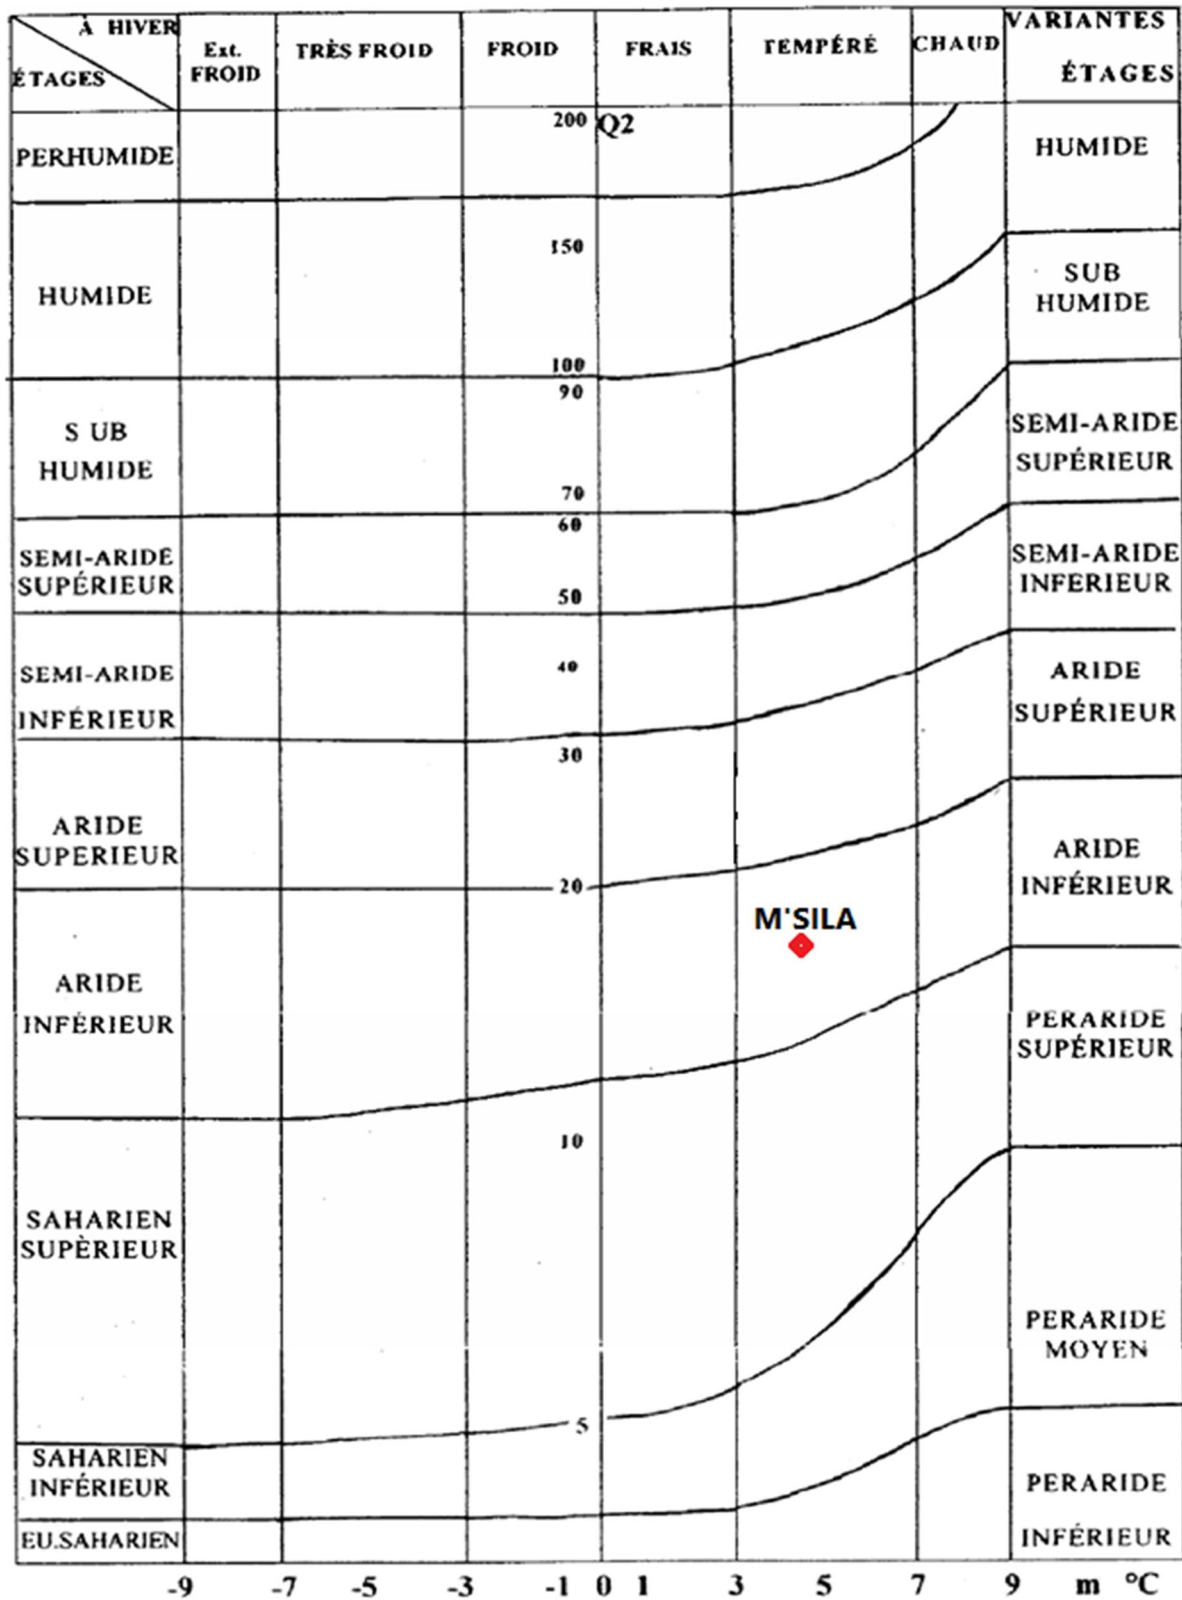 À HIVER
ÉTAGES
Ext.
FROID
TRÈS FROID
FROID
FRAIS
TEMPÉRÉ
CHAUD
VARIANTES
ÉTAGES
200 Q2
PERHUMIDE
HUMIDE
150
HUMIDE
SUB
HUMIDE
100
90
S UB
HUMIDE
SEMI-ARIDE
SUPÉRIEUR
70
60
SEMI-ARIDE
SUPÉRIEUR
SEMI-ARIDE
INFERIEUR
50
SEMI-ARIDE
INFÉRIEUR
40
ARIDE
SUPÉRIEUR
30
ARIDE
SUPERIEUR
ARIDE
INFÉRIEUR
20
M'SILA
ARIDE
INFÉRIEUR
PERARIDE
SUPÉRIEUR
10
SAHARIEN
SUPÈRIEUR
PERARIDE
MOYEN
5
SAHARIEN
INFÉRIEUR
PERARIDE
INFÉRIEUR
EU.SAHARIEN
-9 -7 -5 -3 -1 0 1 3 5 7 9 m °C